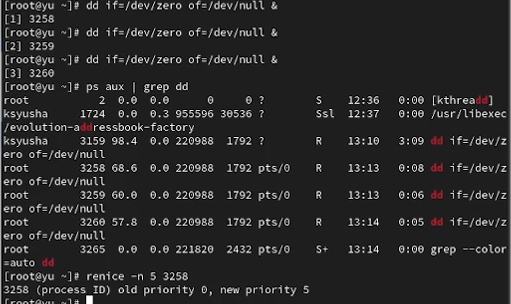 [root@yu ~]# dd if=/dev/zero of=/dev/null &
[1] 3258
[root@yu ~]# dd if=/dev/zero of=/dev/null &
[2] 3259
[root@yu ~]# dd if=/dev/zero of=/dev/null &
[3] 3260
[root@yu ~]# ps aux | grep dd
root 2 0.0 0.0 0 0 ? S 12:36 0:00 [kthreadd]
ksyusha 1724 0.0 0.3 955596 30536 ? Ssl 12:37 0:00 /usr/libexec
/evolution-addressbook-factory
ksyusha 3159 98.4 0.0 220988 1792 ? R 13:10 3:09 dd if=/dev/z
ero of=/dev/null
root 3258 68.6 0.0 220988 1792 pts/0 R 13:13 0:08 dd if=/dev/z
ero of=/dev/null
root 3259 60.0 0.0 220988 1792 pts/0 R 13:13 0:06 dd if=/dev/z
ero of=/dev/null
root 3260 57.8 0.0 220988 1792 pts/0 R 13:14 0:05 dd if=/dev/z
ero of=/dev/null
root 3265 0.0 0.0 221820 2432 pts/0 S+ 13:14 0:00 grep --color
=auto dd
[root@yu ~]# renice -n 5 3258
3258 (process ID) old priority 0, new priority 5
[root@yu ~]#